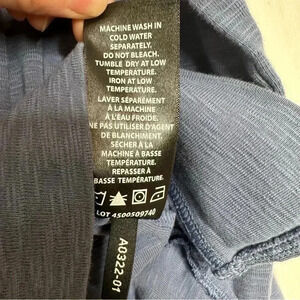 MACHINE WASH IN
COLD WATER
SEPARATELY.
DO NOT BLEACH.
TUMBLE DRY AT LOW
TEMPERATURE.
IRON AT LOW
TEMPERATURE.
LAVER SÉPARÉMENT
À LA MACHINE
À L'EAU FROIDE.
NE PAS UTILISER D'AGENT
DE BLANCHIMENT.
SÉCHER À LA
MACHINE À BASSE
TEMPÉRATURE.
REPASSER À
BASSE TEMPÉRATURE.
LOT 4500509740
A0322-01